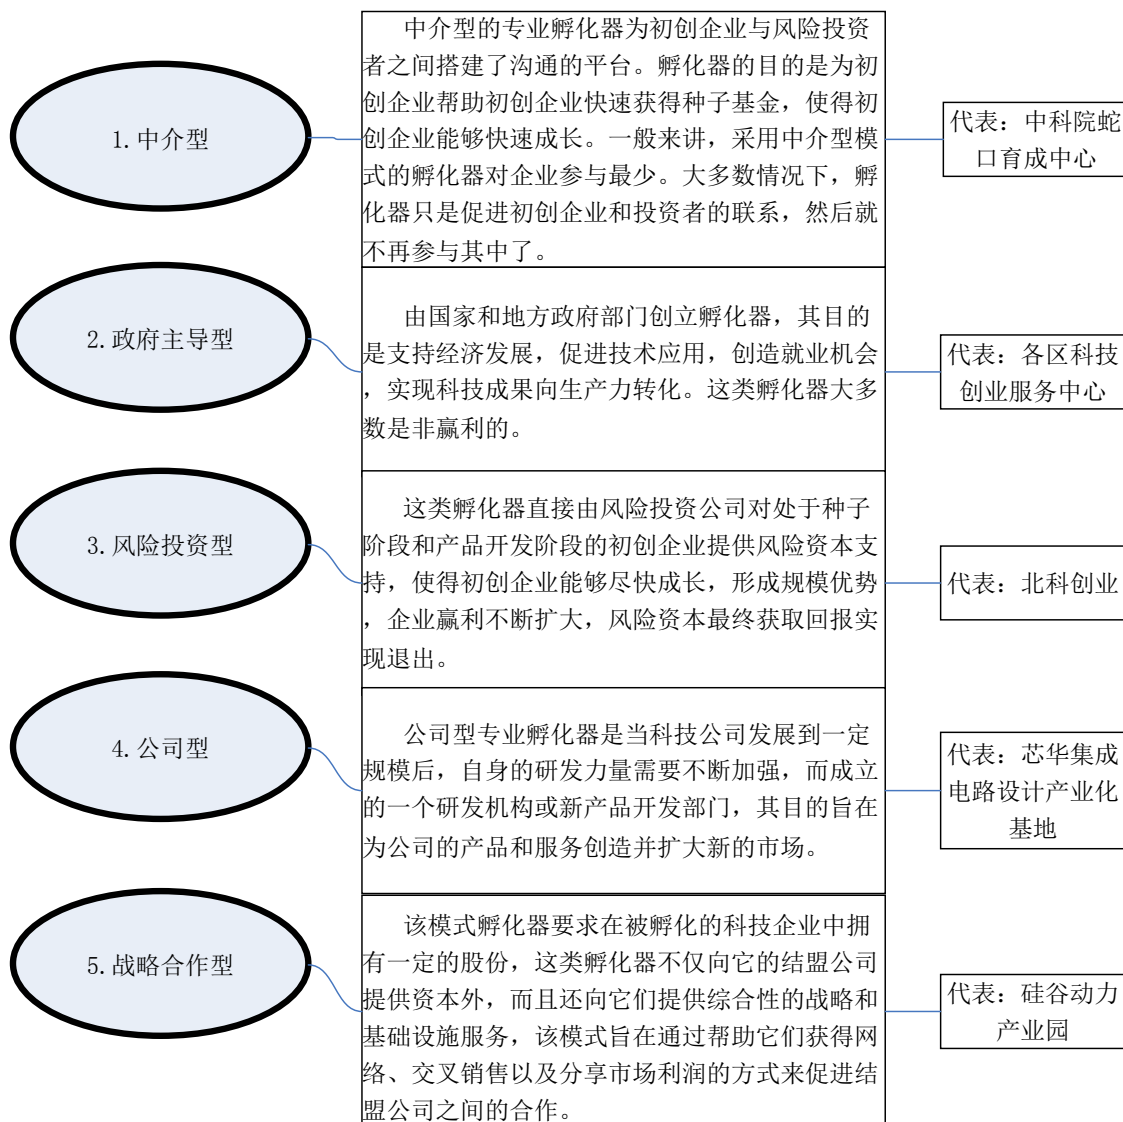 1.中介型
中介型的专业孵化器为初创企业与风险投资
者之间搭建了沟通的平台。孵化器的目的是为初
创企业帮助初创企业快速获得种子基金，使得初
创企业能够快速成长。一般来讲，采用中介型模
式的孵化器对企业参与最少。大多数情况下，孵
化器只是促进初创企业和投资者的联系，然后就
不再参与其中了。
代表：中科院蛇
口育成中心
2.政府主导型
由国家和地方政府部门创立孵化器，其目的
是支持经济发展，促进技术应用，创造就业机会
，实现科技成果向生产力转化。这类孵化器大多
数是非赢利的。
代表：各区科技
创业服务中心
3.风险投资型
这类孵化器直接由风险投资公司对处于种子
阶段和产品开发阶段的初创企业提供风险资本支
持，使得初创企业能够尽快成长，形成规模优势
，企业赢利不断扩大，风险资本最终获取回报实
现退出。
代表：北科创业
4.公司型
公司型专业孵化器是当科技公司发展到一定
规模后，自身的研发力量需要不断加强，而成立
的一个研发机构或新产品开发部门，其目的旨在
为公司的产品和服务创造并扩大新的市场。
代表：芯华集成
电路设计产业化
基地
5.战略合作型
该模式孵化器要求在被孵化的科技企业中拥
有一定的股份，这类孵化器不仅向它的结盟公司
提供资本外，而且还向它们提供综合性的战略和
基础设施服务，该模式旨在通过帮助它们获得网
络、交叉销售以及分享市场利润的方式来促进结
盟公司之间的合作。
代表：硅谷动力
产业园